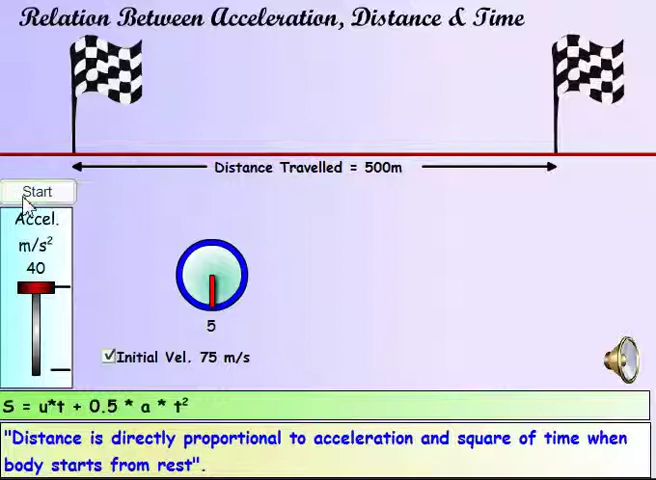 Relation Between Acceleration, Distance & Time
Distance Travelled = 500m
Start
Accel.
m/s²
40
5
Initial Vel. 75 m/s
S = u*t + 0.5 * a * t²
"Distance is directly proportional to acceleration and square of time when
body starts from rest".